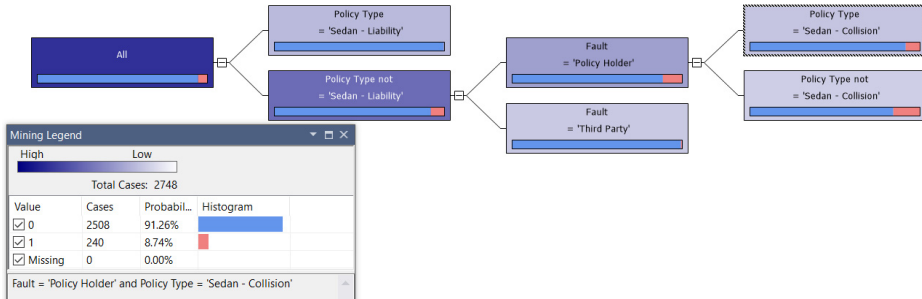 All
Policy Type
= 'Sedan - Liability'
Policy Type not
= 'Sedan - Liability'
Fault
= 'Policy Holder'
Fault
= 'Third Party'
Policy Type
= 'Sedan - Collision'
Policy Type not
= 'Sedan - Collision'
Mining Legend
High Low
Total Cases: 2748
Value Cases Probabil... Histogram
0 2508 91.26%
1 240 8.74%
Missing 0 0.00%
Fault = 'Policy Holder' and Policy Type = 'Sedan - Collision'